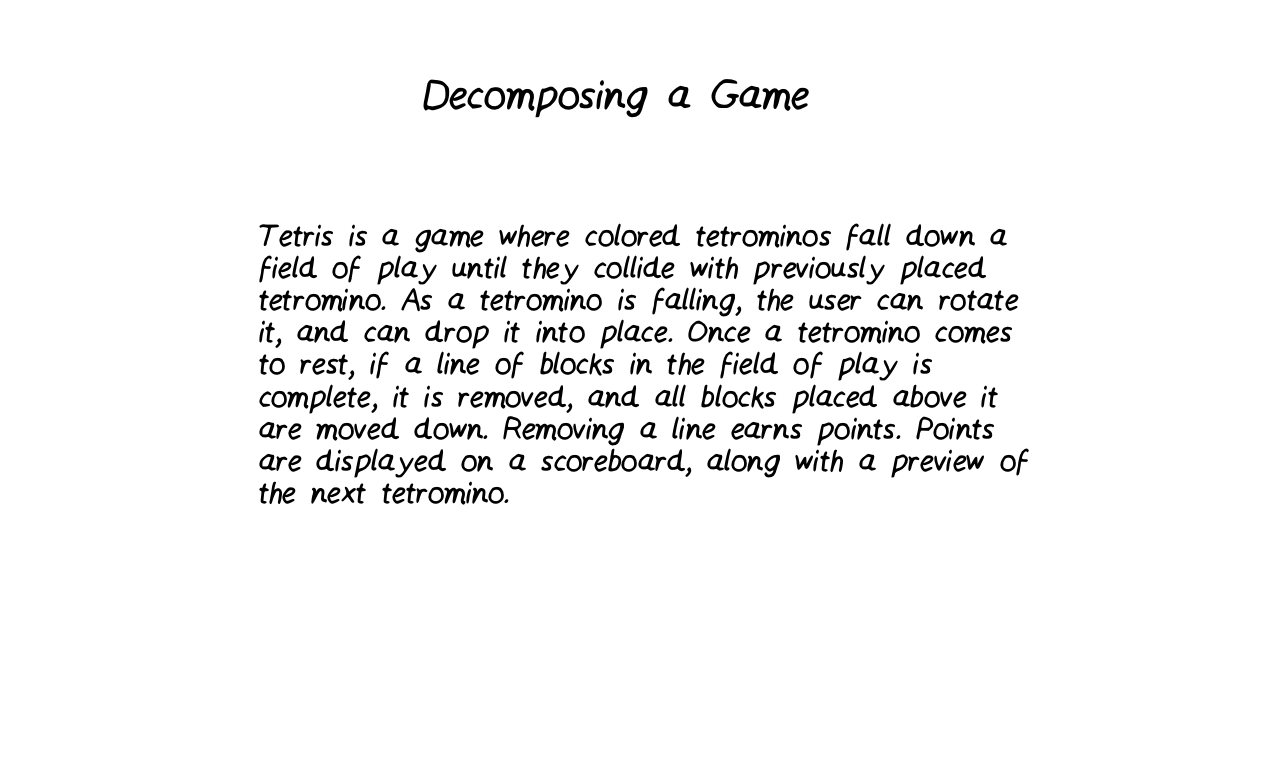 Decomposing a Game
Tetris is a game where colored tetrominos fall down a
field of play until they collide with previously placed
tetromino. As a tetromino is falling, the user can rotate
it, and can drop it into place. Once a tetromino comes
to rest, if a line of blocks in the field of play is
complete, it is removed, and all blocks placed above it
are moved down. Removing a line earns points. Points
are displayed on a scoreboard, along with a preview of
the next tetromino.